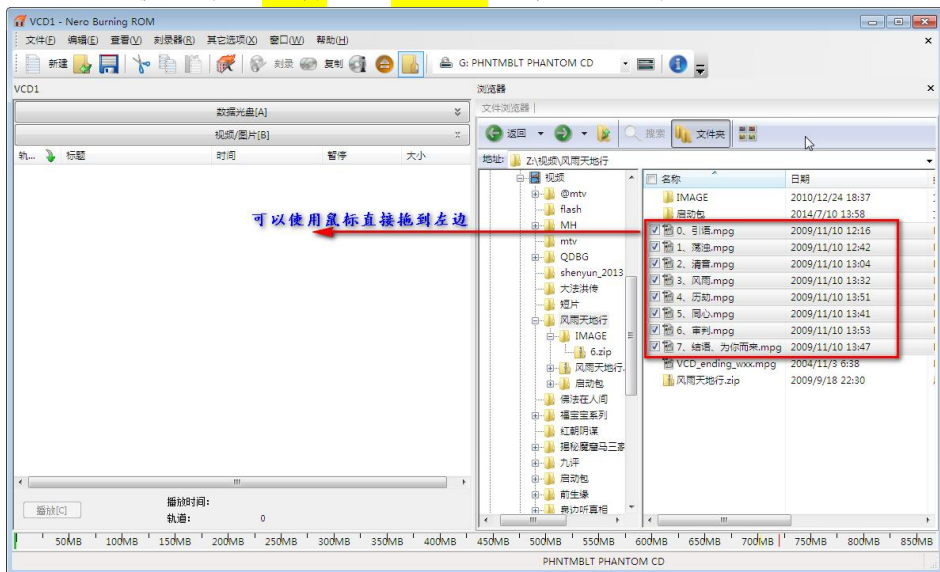 VCD1 - Nero Burning ROM
文件(F) 编辑(E) 查看(V) 刻录器(R) 其它选项(X) 窗口(W) 帮助(H)
新建 刻录 复制 G: PHNTMBLT PHANTOM CD
VCD1
数据光盘[A]
视频/图片[B]
轨... 标题 时间 暂停 大小
可以使用鼠标直接拖到左边
播放[C]
播放时间:
轨道: 0
浏览器
文件浏览器
返回 搜索 文件夹
地址: Z:\视频\风雨天地行
视频
@mtv
flash
MH
mtv
QDBG
shenyun_2013
大法洪传
短片
风雨天地行
IMAGE
6.zip
风雨天地行.
启动包
佛法在人间
福宝宝系列
红朝阴谋
揭秘魔窟马三家
九评
启动包
前生缘
身边听真相
名称 日期
IMAGE 2010/12/24 18:37
启动包 2014/7/10 13:58
0、引语.mpg 2009/11/10 12:16
1、荡浊.mpg 2009/11/10 12:42
2、清音.mpg 2009/11/10 13:04
3、风雨.mpg 2009/11/10 13:32
4、历劫.mpg 2009/11/10 13:51
5、同心.mpg 2009/11/10 13:41
6、审判.mpg 2009/11/10 13:53
7、结语、为你而来.mpg 2009/11/10 13:47
VCD_ending_wxx.mpg 2004/11/3 6:38
风雨天地行.zip 2009/9/18 22:30
50MB 100MB 150MB 200MB 250MB 300MB 350MB 400MB 450MB 500MB 550MB 600MB 650MB 700MB 750MB 800MB 850MB
PHNTMBLT PHANTOM CD